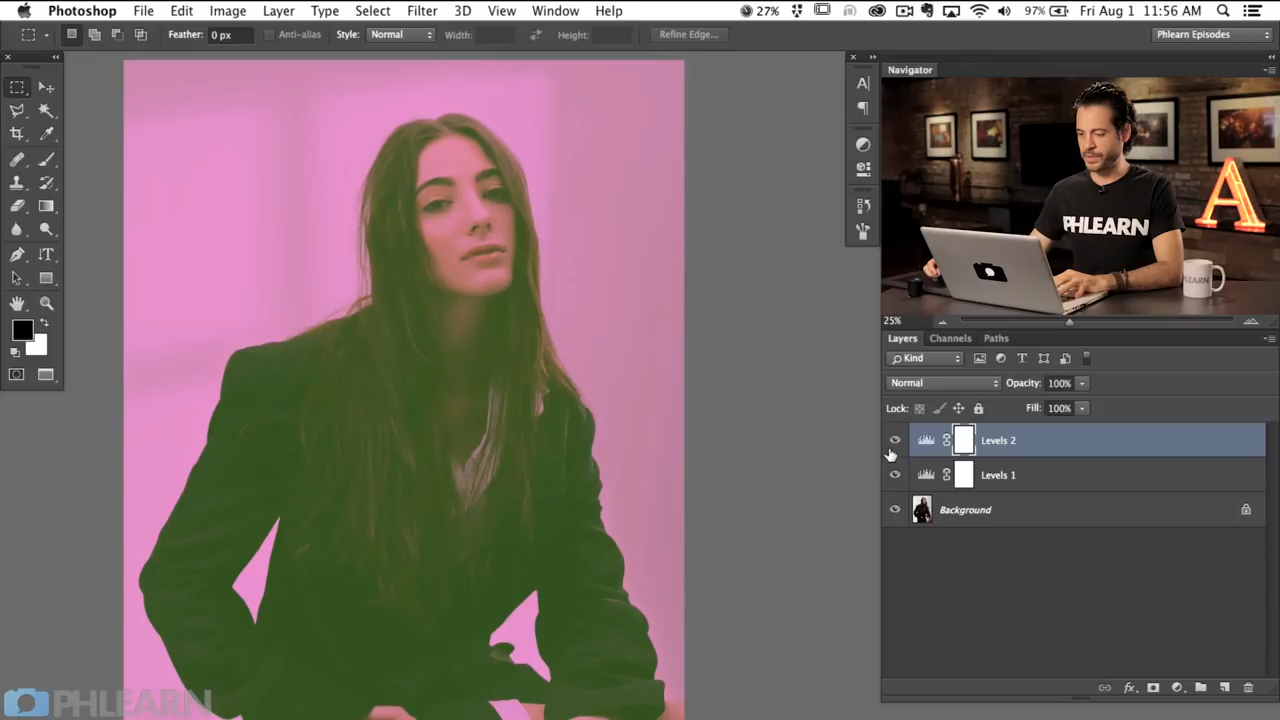 Photoshop File Edit Image Layer Type Select Filter 3D View Window Help 27% 97% Fri Aug 1 11:56 AM
Feather: 0 px Anti-alias Style: Normal Width: Height: Refine Edge... Phlearn Episodes
Navigator
A
PHLEARN
PHLEARN
25%
Layers Channels Paths
Kind
Normal Opacity: 100%
Lock: Fill: 100%
Levels 2
Levels 1
Background
fx
PHLEARN